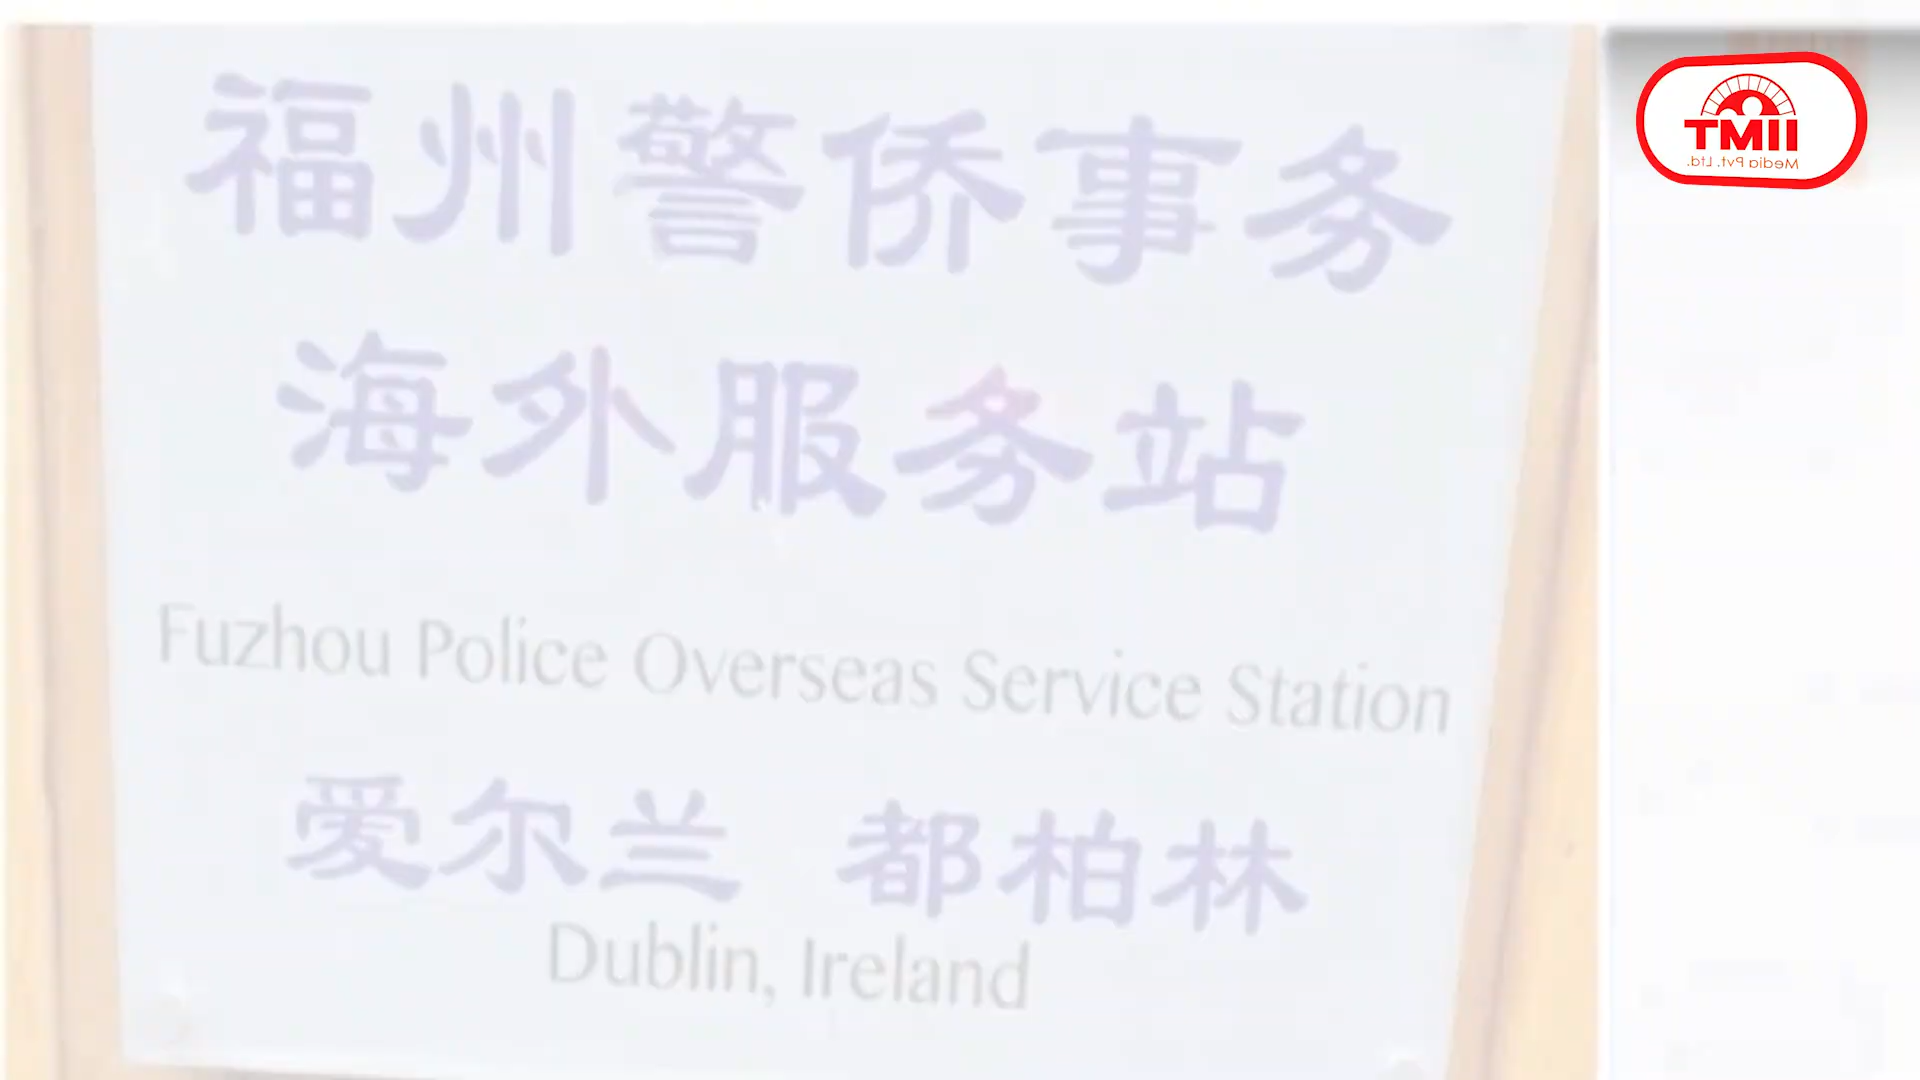 福州警侨事务
海外服务站
Fuzhou Police Overseas Service Station
爱尔兰 都柏林
Dublin, Ireland
IIMT
Media Pvt. Ltd.